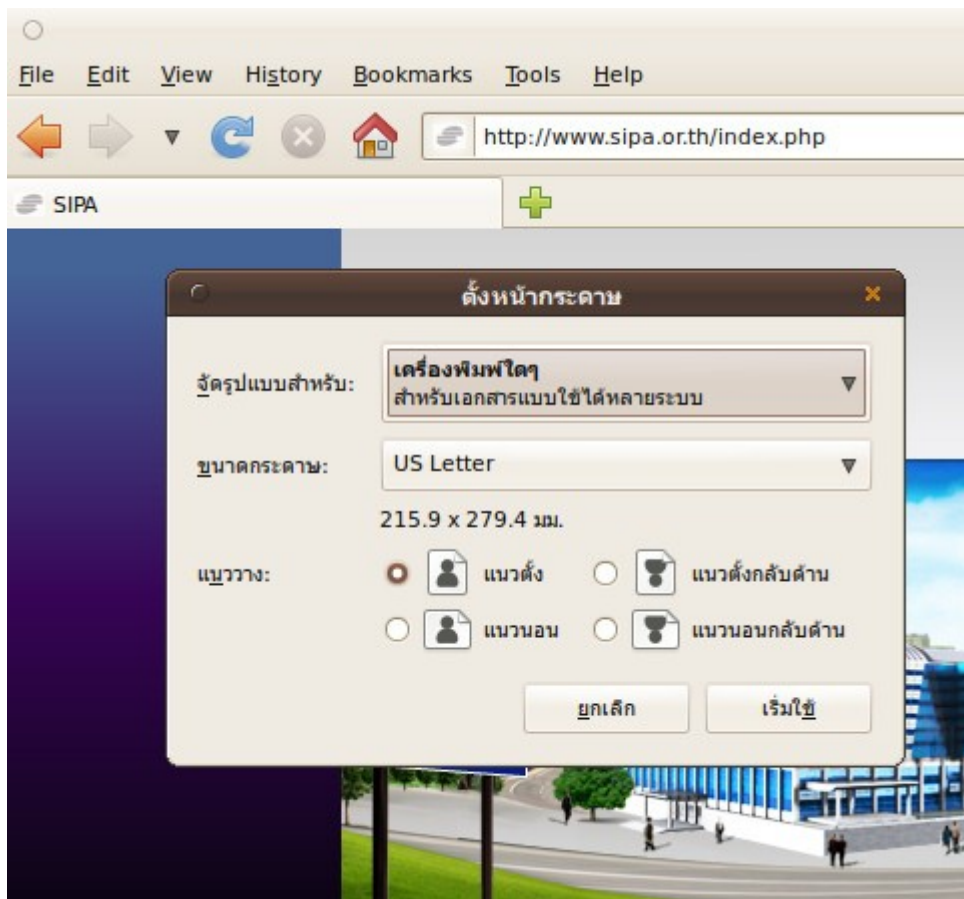 File Edit View History Bookmarks Tools Help
http://www.sipa.or.th/index.php
SIPA
ตั้งหน้ากระดาษ
จัดรูปแบบสำหรับ:
เครื่องพิมพ์ใดๆ
สำหรับเอกสารแบบใช้ได้หลายระบบ
ขนาดกระดาษ: US Letter
215.9 x 279.4 มม.
แนววาง: แนวตั้ง แนวตั้งกลับด้าน
แนวนอน แนวนอนกลับด้าน
ยกเลิก เริ่มใช้